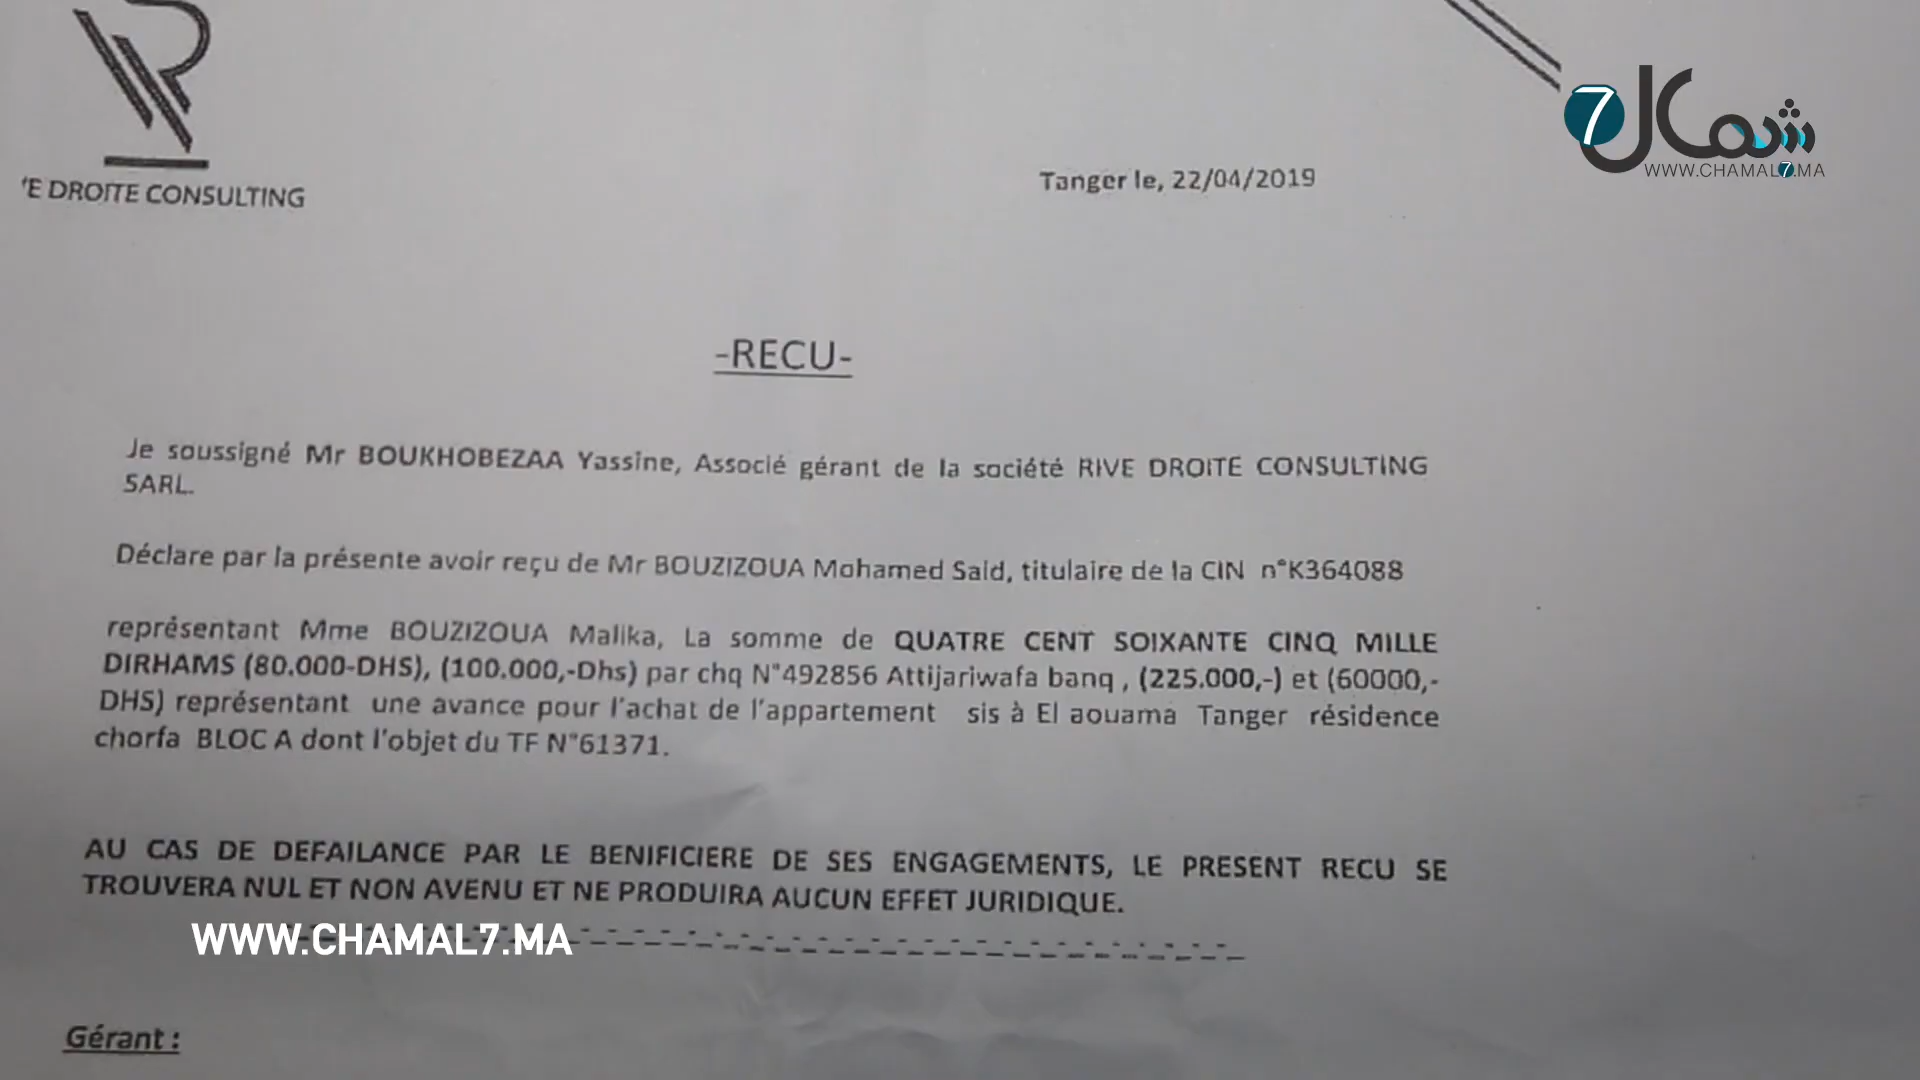 شمال 7
WWW.CHAMAL7.MA
'E DROITE CONSULTING
Tanger le, 22/04/2019
-RECU-
Je soussigné Mr BOUKHOBEZAA Yassine, Associé gérant de la société RIVE DROITE CONSULTING
SARL.
Déclare par la présente avoir reçu de Mr BOUZIZOUA Mohamed Said, titulaire de la CIN n°K364088
représentant Mme BOUZIZOUA Malika, La somme de QUATRE CENT SOIXANTE CINQ MILLE
DIRHAMS (80.000-DHS), (100.000,-Dhs) par chq N°492856 Attijariwafa banq , (225.000,-) et (60000,-
DHS) représentant une avance pour l'achat de l'appartement sis à El aouama Tanger résidence
chorfa BLOC A dont l'objet du TF N°61371.
AU CAS DE DEFAILANCE PAR LE BENIFICIERE DE SES ENGAGEMENTS, LE PRESENT RECU SE
TROUVERA NUL ET NON AVENU ET NE PRODUIRA AUCUN EFFET JURIDIQUE.
WWW.CHAMAL7.MA
Gérant :